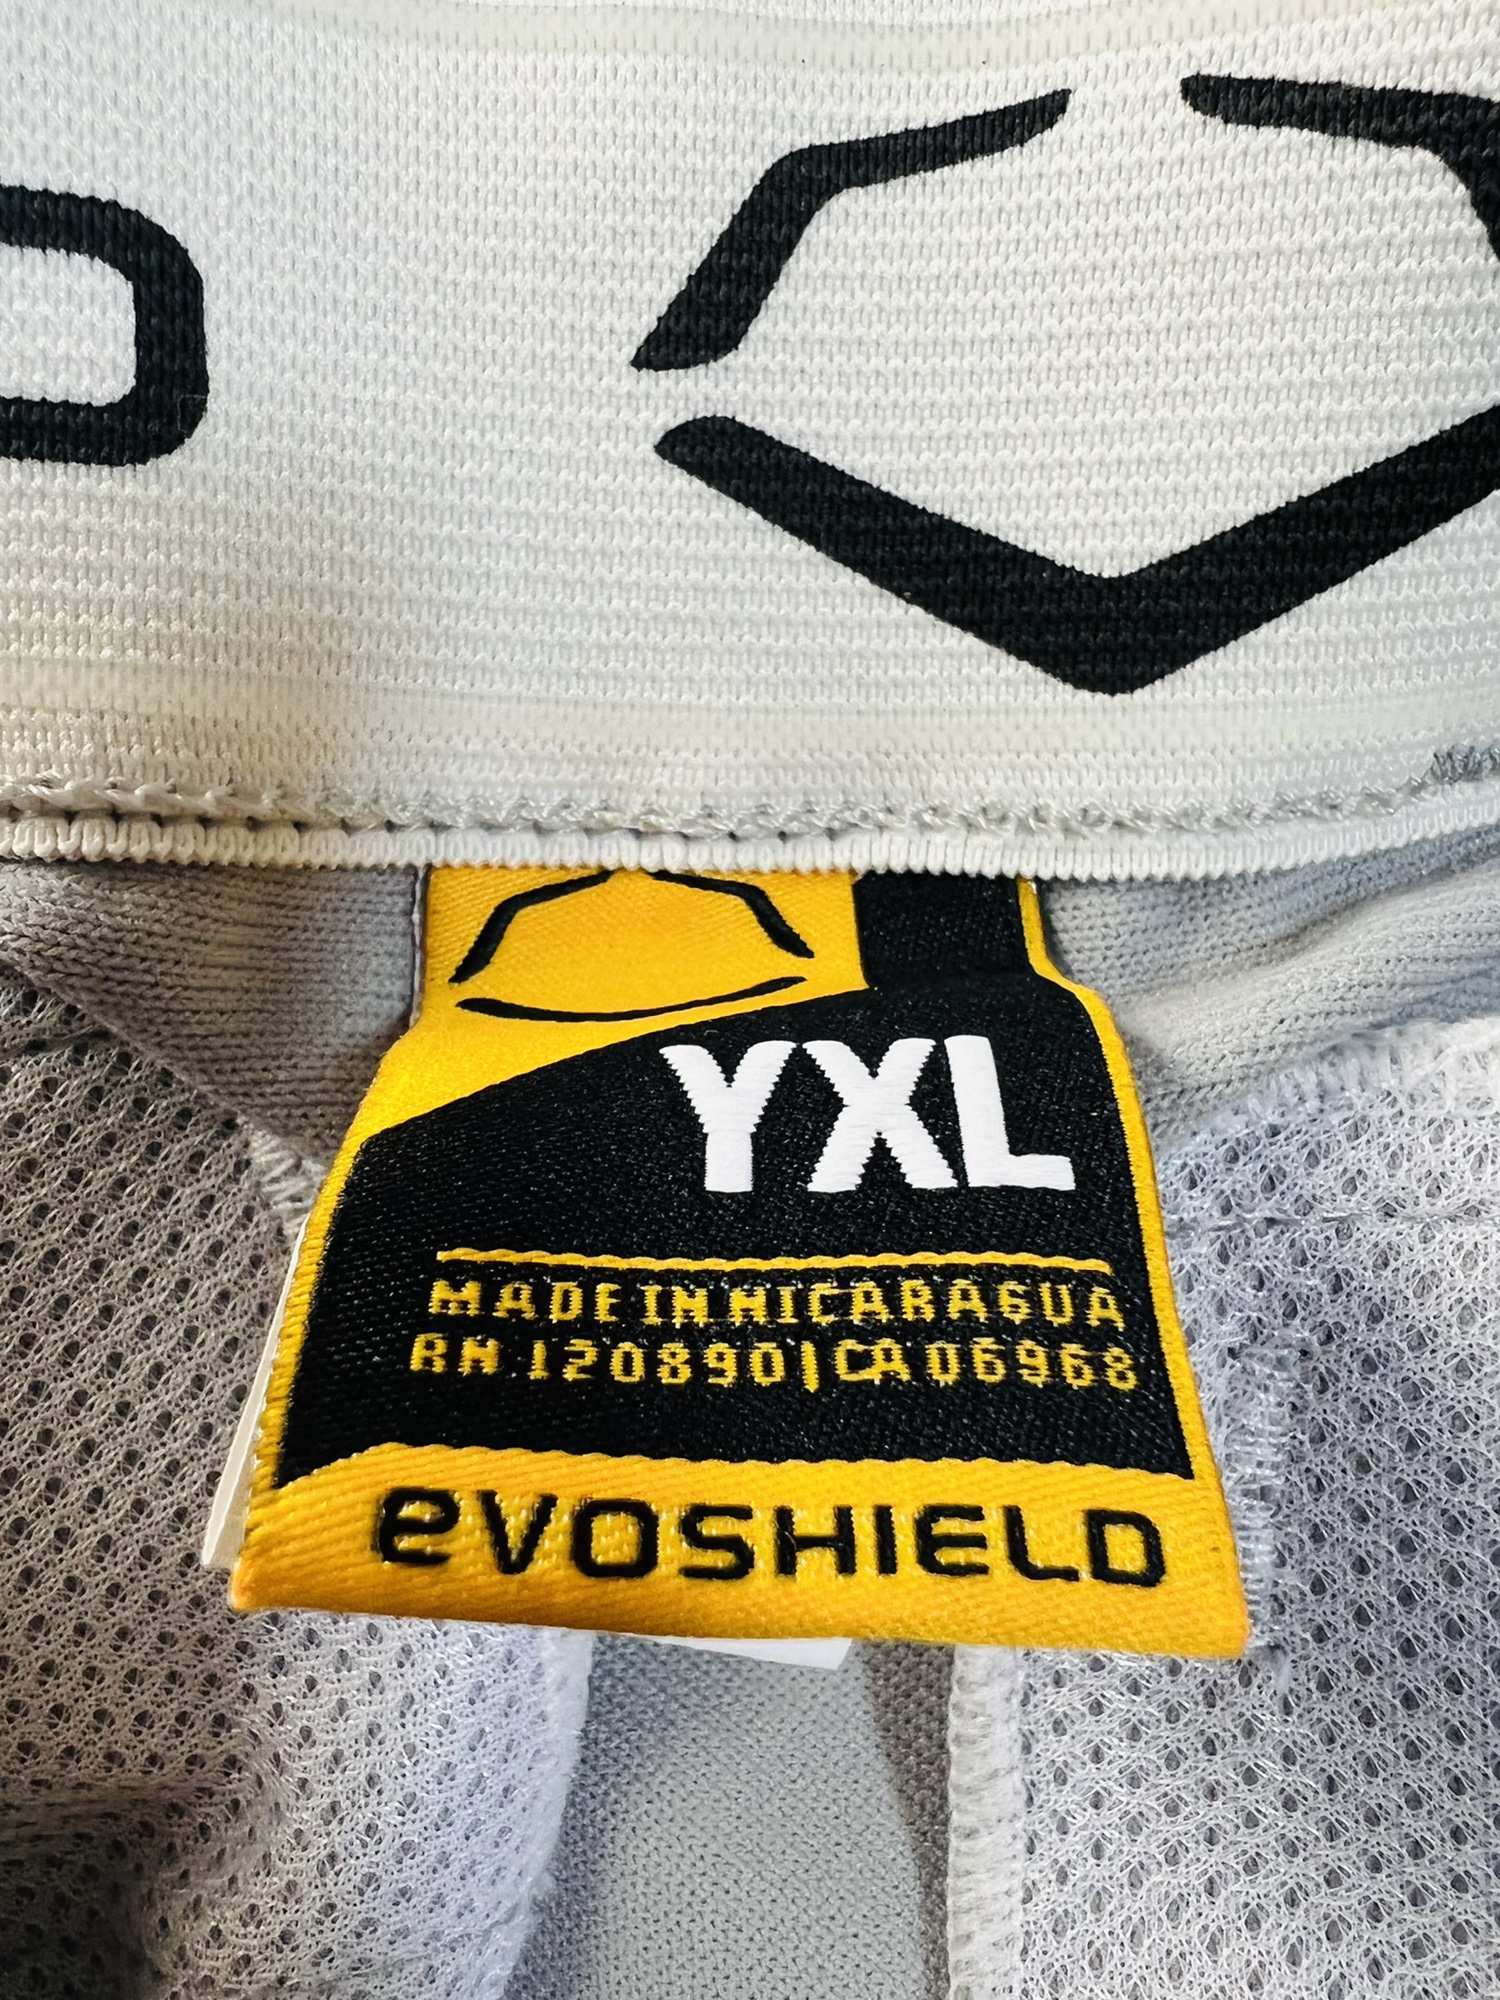 YXL
MADE IN NICARAGUA
RN 120890 | CA 06968
eVOSHIELD